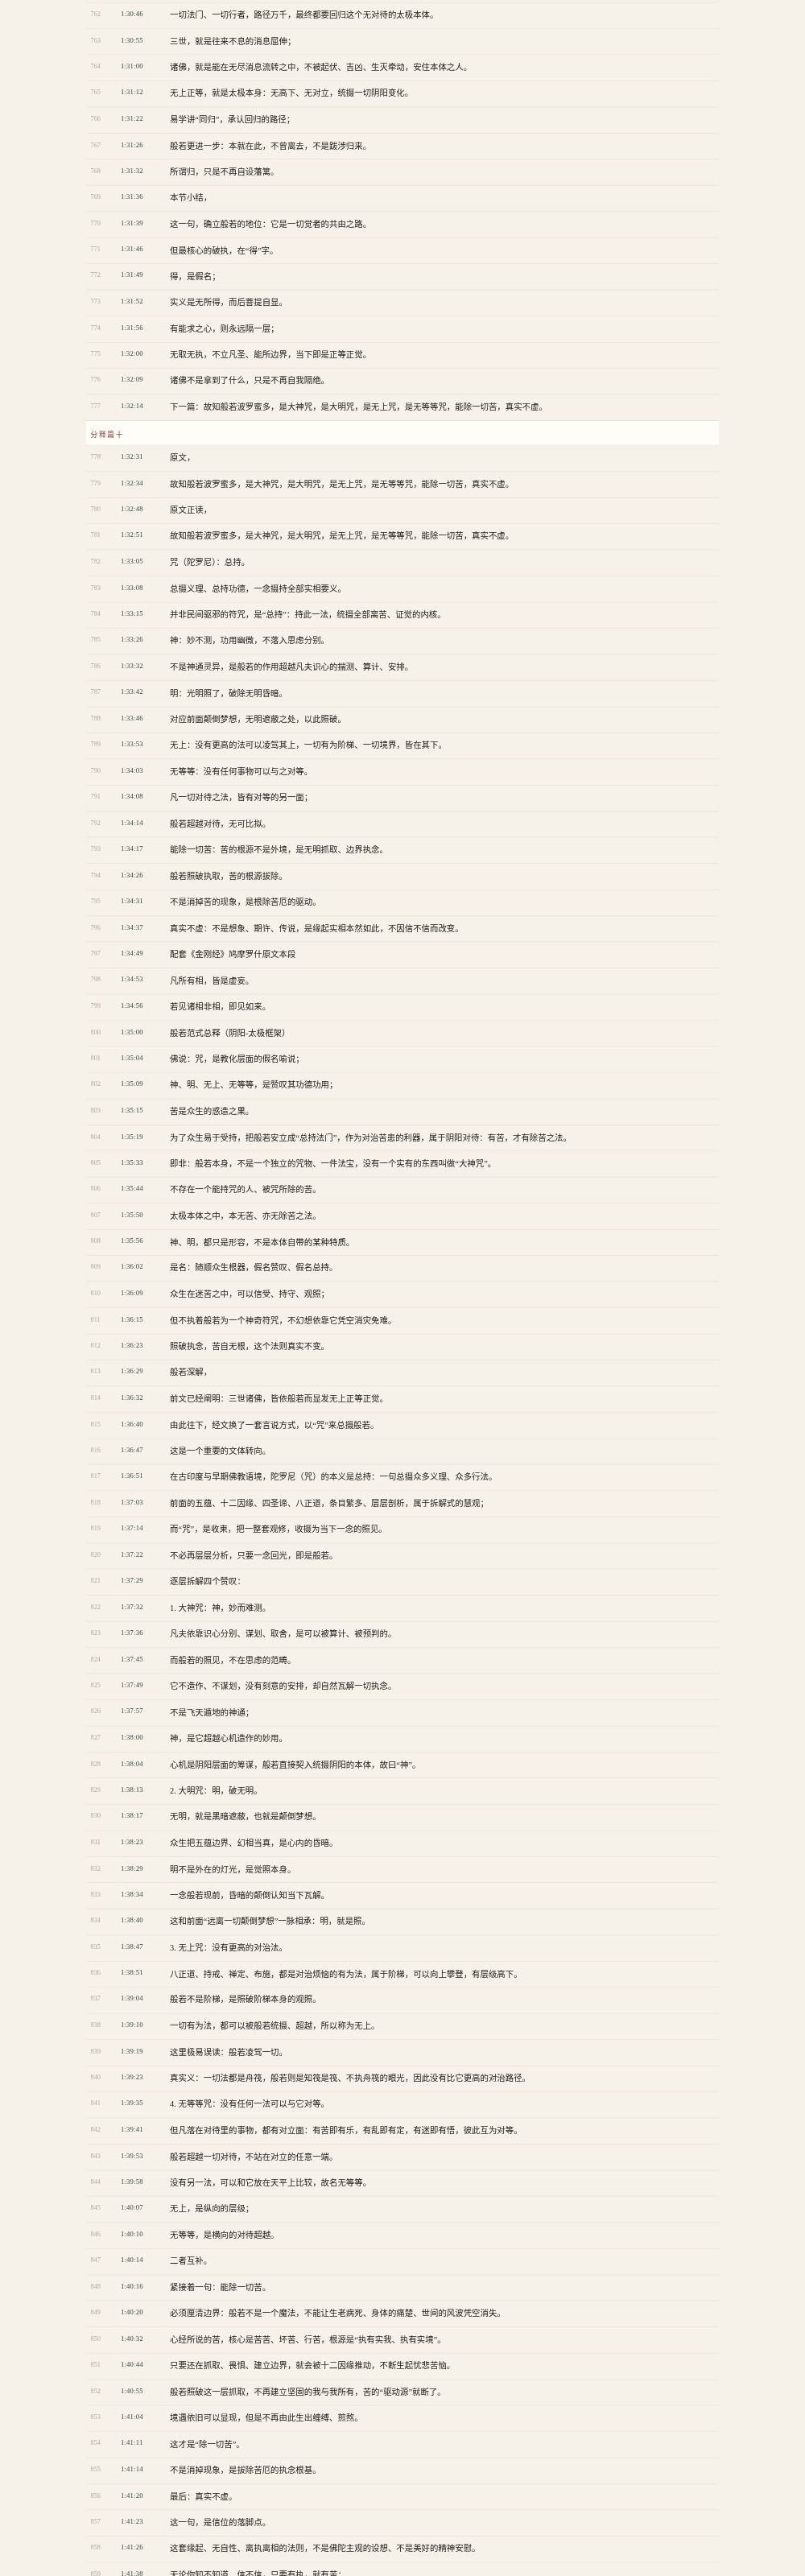 762 1:30:46 一切法门、一切行者，路径万千，最终都要回归这个无对待的太极本体。
763 1:30:55 三世，就是往来不息的消息屈伸；
764 1:31:00 诸佛，就是能在无尽消息流转之中，不被起伏、吉凶、生灭牵动，安住本体之人。
765 1:31:12 无上正等，就是太极本身：无高下、无对立，统摄一切阴阳变化。
766 1:31:22 易学讲“同归”，承认回归的路径；
767 1:31:26 般若更进一步：本就在此，不曾离去，不是跋涉归来。
768 1:31:32 所谓归，只是不再自设藩篱。
769 1:31:36 本节小结，
770 1:31:39 这一句，确立般若的地位：它是一切觉者的共由之路。
771 1:31:46 但最核心的破执，在“得”字。
772 1:31:49 得，是假名；
773 1:31:52 实义是无所得，而后菩提自显。
774 1:31:56 有能求之心，则永远隔一层；
775 1:32:00 无取无执，不立凡圣、能所边界，当下即是正等正觉。
776 1:32:09 诸佛不是拿到了什么，只是不再自我隔绝。
777 1:32:14 下一篇：故知般若波罗蜜多，是大神咒，是大明咒，是无上咒，是无等等咒，能除一切苦，真实不虚。
分释篇十
778 1:32:31 原文，
779 1:32:34 故知般若波罗蜜多，是大神咒，是大明咒，是无上咒，是无等等咒，能除一切苦，真实不虚。
780 1:32:48 原文正读，
781 1:32:51 故知般若波罗蜜多，是大神咒，是大明咒，是无上咒，是无等等咒，能除一切苦，真实不虚。
782 1:33:05 咒（陀罗尼）：总持。
783 1:33:08 总摄义理、总持功德，一念摄持全部实相要义。
784 1:33:15 并非民间驱邪的符咒，是“总持”：持此一法，统摄全部离苦、证觉的内核。
785 1:33:26 神：妙不测，功用幽微，不落入思虑分别。
786 1:33:32 不是神通灵异，是般若的作用超越凡夫识心的揣测、算计、安排。
787 1:33:42 明：光明照了，破除无明昏暗。
788 1:33:46 对应前面颠倒梦想，无明遮蔽之处，以此照破。
789 1:33:53 无上：没有更高的法可以凌驾其上，一切有为阶梯、一切境界，皆在其下。
790 1:34:03 无等等：没有任何事物可以与之对等。
791 1:34:08 凡一切对待之法，皆有对等的另一面；
792 1:34:14 般若超越对待，无可比拟。
793 1:34:17 能除一切苦：苦的根源不是外境，是无明抓取、边界执念。
794 1:34:26 般若照破执取，苦的根源拔除。
795 1:34:31 不是消掉苦的现象，是根除苦厄的驱动。
796 1:34:37 真实不虚：不是想象、期许、传说，是缘起实相本然如此，不因信不信而改变。
797 1:34:49 配套《金刚经》鸠摩罗什原文本段
798 1:34:53 凡所有相，皆是虚妄。
799 1:34:56 若见诸相非相，即见如来。
800 1:35:00 般若范式总释（阴阳-太极框架）
801 1:35:04 佛说：咒，是教化层面的假名喻说；
802 1:35:09 神、明、无上、无等等，是赞叹其功德功用；
803 1:35:15 苦是众生的惑造之果。
804 1:35:19 为了众生易于受持，把般若安立成“总持法门”，作为对治苦患的利器，属于阴阳对待：有苦，才有除苦之法。
805 1:35:33 即非：般若本身，不是一个独立的咒物、一件法宝，没有一个实有的东西叫做“大神咒”。
806 1:35:44 不存在一个能持咒的人、被咒所除的苦。
807 1:35:50 太极本体之中，本无苦、亦无除苦之法。
808 1:35:56 神、明，都只是形容，不是本体自带的某种特质。
809 1:36:02 是名：随顺众生根器，假名赞叹、假名总持。
810 1:36:09 众生在迷苦之中，可以信受、持守、观照；
811 1:36:15 但不执着般若为一个神奇符咒，不幻想依靠它凭空消灾免难。
812 1:36:23 照破执念，苦自无根，这个法则真实不变。
813 1:36:29 般若深解，
814 1:36:32 前文已经阐明：三世诸佛，皆依般若而显发无上正等正觉。
815 1:36:40 由此往下，经文换了一套言说方式，以“咒”来总摄般若。
816 1:36:47 这是一个重要的文体转向。
817 1:36:51 在古印度与早期佛教语境，陀罗尼（咒）的本义是总持：一句总摄众多义理、众多行法。
818 1:37:03 前面的五蕴、十二因缘、四圣谛、八正道，条目繁多、层层剖析，属于拆解式的慧观；
819 1:37:14 而“咒”，是收束，把一整套观修，收摄为当下一念的照见。
820 1:37:22 不必再层层分析，只要一念回光，即是般若。
821 1:37:29 逐层拆解四个赞叹：
822 1:37:32 1. 大神咒：神，妙而难测。
823 1:37:36 凡夫依靠识心分别、谋划、取舍，是可以被算计、被预判的。
824 1:37:45 而般若的照见，不在思虑的范畴。
825 1:37:49 它不造作、不谋划，没有刻意的安排，却自然瓦解一切执念。
826 1:37:57 不是飞天遁地的神通；
827 1:38:00 神，是它超越心机造作的妙用。
828 1:38:04 心机是阴阳层面的筹谋，般若直接契入统摄阴阳的本体，故曰“神”。
829 1:38:13 2. 大明咒：明，破无明。
830 1:38:17 无明，就是黑暗遮蔽，也就是颠倒梦想。
831 1:38:23 众生把五蕴边界、幻相当真，是心内的昏暗。
832 1:38:29 明不是外在的灯光，是觉照本身。
833 1:38:34 一念般若现前，昏暗的颠倒认知当下瓦解。
834 1:38:40 这和前面“远离一切颠倒梦想”一脉相承：明，就是照。
835 1:38:47 3. 无上咒：没有更高的对治法。
836 1:38:51 八正道、持戒、禅定、布施，都是对治烦恼的有为法，属于阶梯，可以向上攀登，有层级高下。
837 1:39:04 般若不是阶梯，是照破阶梯本身的观照。
838 1:39:10 一切有为法，都可以被般若统摄、超越，所以称为无上。
839 1:39:19 这里极易误读：般若凌驾一切。
840 1:39:23 真实义：一切法都是舟筏，般若则是知筏是筏、不执舟筏的眼光，因此没有比它更高的对治路径。
841 1:39:35 4. 无等等咒：没有任何一法可以与它对等。
842 1:39:41 但凡落在对待里的事物，都有对立面：有苦即有乐，有乱即有定，有迷即有悟，彼此互为对等。
843 1:39:53 般若超越一切对待，不站在对立的任意一端。
844 1:39:58 没有另一法，可以和它放在天平上比较，故名无等等。
845 1:40:07 无上，是纵向的层级；
846 1:40:10 无等等，是横向的对待超越。
847 1:40:14 二者互补。
848 1:40:16 紧接着一句：能除一切苦。
849 1:40:20 必须厘清边界：般若不是一个魔法，不能让生老病死、身体的痛楚、世间的风波凭空消失。
850 1:40:32 心经所说的苦，核心是苦苦、坏苦、行苦，根源是“执有实我、执有实境”。
851 1:40:44 只要还在抓取、畏惧、建立边界，就会被十二因缘推动，不断生起忧悲苦恼。
852 1:40:55 般若照破这一层抓取，不再建立坚固的我与我所有，苦的“驱动源”就断了。
853 1:41:04 境遇依旧可以显现，但是不再由此生出缠缚、煎熬。
854 1:41:11 这才是“除一切苦”。
855 1:41:14 不是消掉现象，是拔除苦厄的执念根基。
856 1:41:20 最后：真实不虚。
857 1:41:23 这一句，是信位的落脚点。
858 1:41:26 这套缘起、无自性、离执离相的法则，不是佛陀主观的设想、不是美好的精神安慰。
859 1:41:38 无论你知不知道、信不信，只要有执，就有苦；